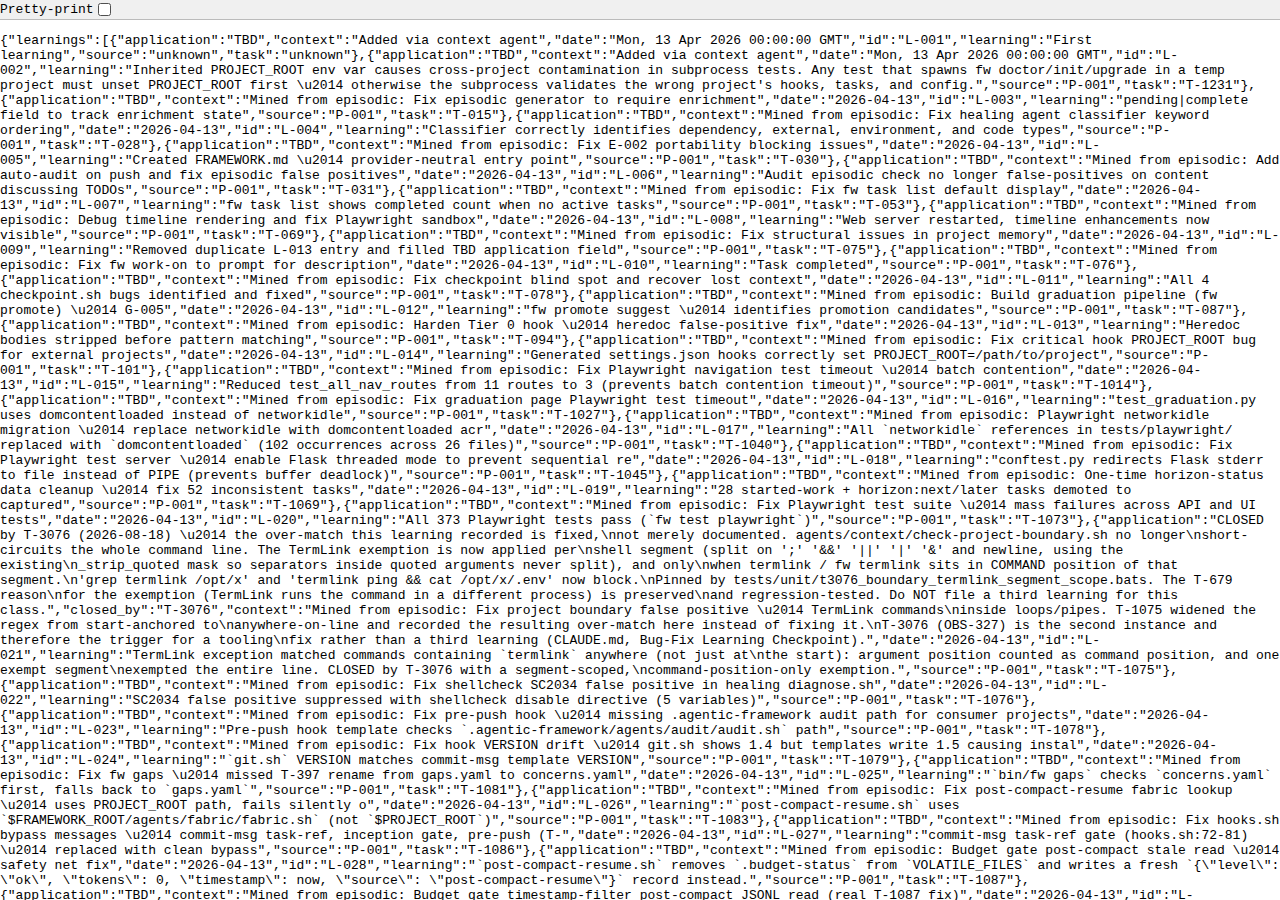 Pretty-print
{"learnings":[{"application":"TBD","context":"Added via context agent","date":"Mon, 13 Apr 2026 00:00:00 GMT","id":"L-001","learning":"First
learning","source":"unknown","task":"unknown"},{"application":"TBD","context":"Added via context agent","date":"Mon, 13 Apr 2026 00:00:00 GMT","id":"L-
002","learning":"Inherited PROJECT_ROOT env var causes cross-project contamination in subprocess tests. Any test that spawns fw doctor/init/upgrade in a temp
project must unset PROJECT_ROOT first \u2014 otherwise the subprocess validates the wrong project's hooks, tasks, and config.","source":"P-001","task":"T-1231"},
{"application":"TBD","context":"Mined from episodic: Fix episodic generator to require enrichment","date":"2026-04-13","id":"L-003","learning":"pending|complete
field to track enrichment state","source":"P-001","task":"T-015"},{"application":"TBD","context":"Mined from episodic: Fix healing agent classifier keyword
ordering","date":"2026-04-13","id":"L-004","learning":"Classifier correctly identifies dependency, external, environment, and code types","source":"P-
001","task":"T-028"},{"application":"TBD","context":"Mined from episodic: Fix E-002 portability blocking issues","date":"2026-04-13","id":"L-
005","learning":"Created FRAMEWORK.md \u2014 provider-neutral entry point","source":"P-001","task":"T-030"},{"application":"TBD","context":"Mined from episodic: Add
auto-audit on push and fix episodic false positives","date":"2026-04-13","id":"L-006","learning":"Audit episodic check no longer false-positives on content
discussing TODOs","source":"P-001","task":"T-031"},{"application":"TBD","context":"Mined from episodic: Fix fw task list default display","date":"2026-04-
13","id":"L-007","learning":"fw task list shows completed count when no active tasks","source":"P-001","task":"T-053"},{"application":"TBD","context":"Mined from
episodic: Debug timeline rendering and fix Playwright sandbox","date":"2026-04-13","id":"L-008","learning":"Web server restarted, timeline enhancements now
visible","source":"P-001","task":"T-069"},{"application":"TBD","context":"Mined from episodic: Fix structural issues in project memory","date":"2026-04-13","id":"L-
009","learning":"Removed duplicate L-013 entry and filled TBD application field","source":"P-001","task":"T-075"},{"application":"TBD","context":"Mined from
episodic: Fix fw work-on to prompt for description","date":"2026-04-13","id":"L-010","learning":"Task completed","source":"P-001","task":"T-076"},
{"application":"TBD","context":"Mined from episodic: Fix checkpoint blind spot and recover lost context","date":"2026-04-13","id":"L-011","learning":"All 4
checkpoint.sh bugs identified and fixed","source":"P-001","task":"T-078"},{"application":"TBD","context":"Mined from episodic: Build graduation pipeline (fw
promote) \u2014 G-005","date":"2026-04-13","id":"L-012","learning":"fw promote suggest \u2014 identifies promotion candidates","source":"P-001","task":"T-087"},
{"application":"TBD","context":"Mined from episodic: Harden Tier 0 hook \u2014 heredoc false-positive fix","date":"2026-04-13","id":"L-013","learning":"Heredoc
bodies stripped before pattern matching","source":"P-001","task":"T-094"},{"application":"TBD","context":"Mined from episodic: Fix critical hook PROJECT_ROOT bug
for external projects","date":"2026-04-13","id":"L-014","learning":"Generated settings.json hooks correctly set PROJECT_ROOT=/path/to/project","source":"P-
001","task":"T-101"},{"application":"TBD","context":"Mined from episodic: Fix Playwright navigation test timeout \u2014 batch contention","date":"2026-04-
13","id":"L-015","learning":"Reduced test_all_nav_routes from 11 routes to 3 (prevents batch contention timeout)","source":"P-001","task":"T-1014"},
{"application":"TBD","context":"Mined from episodic: Fix graduation page Playwright test timeout","date":"2026-04-13","id":"L-016","learning":"test_graduation.py
uses domcontentloaded instead of networkidle","source":"P-001","task":"T-1027"},{"application":"TBD","context":"Mined from episodic: Playwright networkidle
migration \u2014 replace networkidle with domcontentloaded acr","date":"2026-04-13","id":"L-017","learning":"All `networkidle` references in tests/playwright/
replaced with `domcontentloaded` (102 occurrences across 26 files)","source":"P-001","task":"T-1040"},{"application":"TBD","context":"Mined from episodic: Fix
Playwright test server \u2014 enable Flask threaded mode to prevent sequential re","date":"2026-04-13","id":"L-018","learning":"conftest.py redirects Flask stderr
to file instead of PIPE (prevents buffer deadlock)","source":"P-001","task":"T-1045"},{"application":"TBD","context":"Mined from episodic: One-time horizon-status
data cleanup \u2014 fix 52 inconsistent tasks","date":"2026-04-13","id":"L-019","learning":"28 started-work + horizon:next/later tasks demoted to
captured","source":"P-001","task":"T-1069"},{"application":"TBD","context":"Mined from episodic: Fix Playwright test suite \u2014 mass failures across API and UI
tests","date":"2026-04-13","id":"L-020","learning":"All 373 Playwright tests pass (`fw test playwright`)","source":"P-001","task":"T-1073"},{"application":"CLOSED
by T-3076 (2026-08-18) \u2014 the over-match this learning recorded is fixed,\nnot merely documented. agents/context/check-project-boundary.sh no longer\nshort-
circuits the whole command line. The TermLink exemption is now applied per\nshell segment (split on ';' '&&' '||' '|' '&' and newline, using the
existing\n_strip_quoted mask so separators inside quoted arguments never split), and only\nwhen termlink / fw termlink sits in COMMAND position of that
segment.\n'grep termlink /opt/x' and 'termlink ping && cat /opt/x/.env' now block.\nPinned by tests/unit/t3076_boundary_termlink_segment_scope.bats. The T-679
reason\nfor the exemption (TermLink runs the command in a different process) is preserved\nand regression-tested. Do NOT file a third learning for this
class.","closed_by":"T-3076","context":"Mined from episodic: Fix project boundary false positive \u2014 TermLink commands\ninside loops/pipes. T-1075 widened the
regex from start-anchored to\nanywhere-on-line and recorded the resulting over-match here instead of fixing it.\nT-3076 (OBS-327) is the second instance and
therefore the trigger for a tooling\nfix rather than a third learning (CLAUDE.md, Bug-Fix Learning Checkpoint).","date":"2026-04-13","id":"L-
021","learning":"TermLink exception matched commands containing `termlink` anywhere (not just at\nthe start): argument position counted as command position, and one
exempt segment\nexempted the entire line. CLOSED by T-3076 with a segment-scoped,\ncommand-position-only exemption.","source":"P-001","task":"T-1075"},
{"application":"TBD","context":"Mined from episodic: Fix shellcheck SC2034 false positive in healing diagnose.sh","date":"2026-04-13","id":"L-
022","learning":"SC2034 false positive suppressed with shellcheck disable directive (5 variables)","source":"P-001","task":"T-1076"},
{"application":"TBD","context":"Mined from episodic: Fix pre-push hook \u2014 missing .agentic-framework audit path for consumer projects","date":"2026-04-
13","id":"L-023","learning":"Pre-push hook template checks `.agentic-framework/agents/audit/audit.sh` path","source":"P-001","task":"T-1078"},
{"application":"TBD","context":"Mined from episodic: Fix hook VERSION drift \u2014 git.sh shows 1.4 but templates write 1.5 causing instal","date":"2026-04-
13","id":"L-024","learning":"`git.sh` VERSION matches commit-msg template VERSION","source":"P-001","task":"T-1079"},{"application":"TBD","context":"Mined from
episodic: Fix fw gaps \u2014 missed T-397 rename from gaps.yaml to concerns.yaml","date":"2026-04-13","id":"L-025","learning":"`bin/fw gaps` checks `concerns.yaml`
first, falls back to `gaps.yaml`","source":"P-001","task":"T-1081"},{"application":"TBD","context":"Mined from episodic: Fix post-compact-resume fabric lookup
\u2014 uses PROJECT_ROOT path, fails silently o","date":"2026-04-13","id":"L-026","learning":"`post-compact-resume.sh` uses
`$FRAMEWORK_ROOT/agents/fabric/fabric.sh` (not `$PROJECT_ROOT`)","source":"P-001","task":"T-1083"},{"application":"TBD","context":"Mined from episodic: Fix hooks.sh
bypass messages \u2014 commit-msg task-ref, inception gate, pre-push (T-","date":"2026-04-13","id":"L-027","learning":"Commit-msg task-ref gate (hooks.sh:72-81)
\u2014 replaced with clean bypass","source":"P-001","task":"T-1086"},{"application":"TBD","context":"Mined from episodic: Budget gate post-compact stale read \u2014
safety net fix","date":"2026-04-13","id":"L-028","learning":"`post-compact-resume.sh` removes `.budget-status` from `VOLATILE_FILES` and writes a fresh `{\"level\":
\"ok\", \"tokens\": 0, \"timestamp\": now, \"source\": \"post-compact-resume\"}` record instead.","source":"P-001","task":"T-1087"},
{"application":"TBD","context":"Mined from episodic: Budget gate timestamp-filter post-compact JSONL read (real T-1087 fix)","date":"2026-04-13","id":"L-